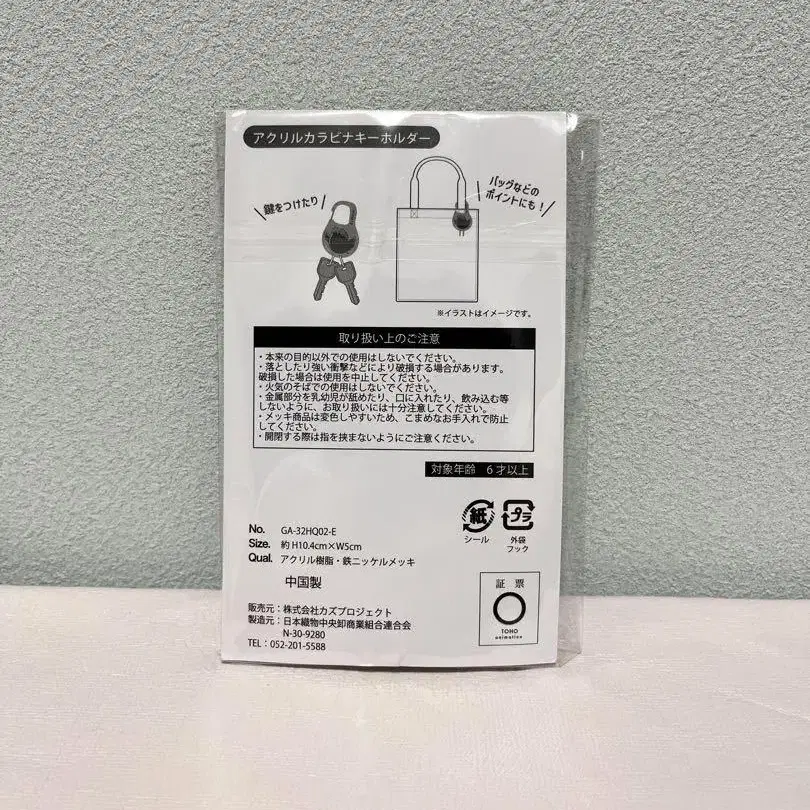 アクリルカラビナキーホルダー
鍵をつけたり
バッグなどの
ポイントにも！
※イラストはイメージです。
取り扱い上のご注意
・本来の目的以外での使用はしないでください。
・落としたり強い衝撃などにより破損する場合があります。
破損した場合は使用を中止してください。
・火気のそばでの使用はしないでください。
・金属部分を乳幼児が舐めたり、口に入れたり、飲み込む等
しないように、お取り扱いには十分注意してください。
・メッキ商品は変色しやすいため、こまめなお手入れで防止
してください。
・開閉する際は指を挟まないようにご注意ください。
対象年齢 6才以上
紙
シール
プラ
外袋
フック
No. GA-32HQ02-E
Size. 約H10.4cm×W5cm
Qual. アクリル樹脂・鉄ニッケルメッキ
中国製
販売元：株式会社カズプロジェクト
製造元：日本織物中央卸商業組合連合会
N-30-9280
TEL：052-201-5588
証票
TOHO
animation